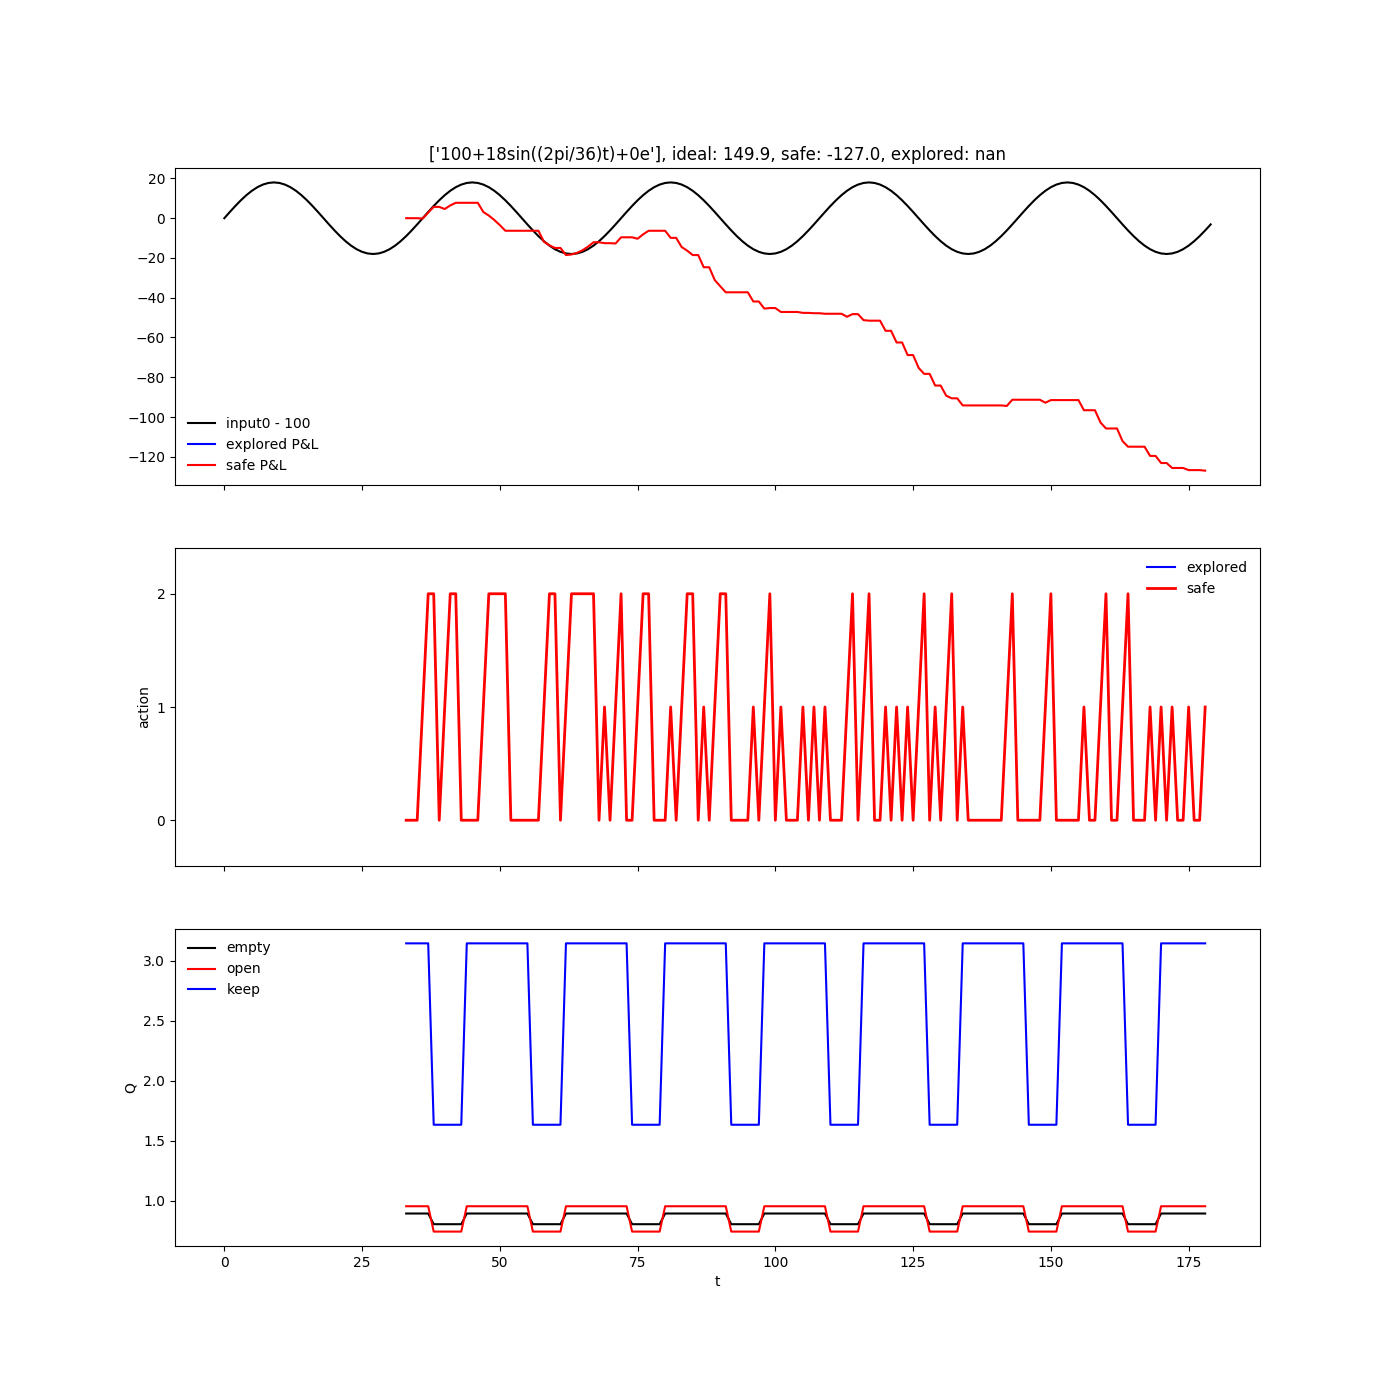 ['100+18sin((2pi/36)t)+0e'], ideal: 149.9, safe: -127.0, explored: nan
20
0
−20
−40
−60
−80
−100
−120
input0 - 100
explored P&L
safe P&L
2
1
0
action
explored
safe
3.0
2.5
2.0
1.5
1.0
Q
empty
open
keep
0 25 50 75 100 125 150 175
t